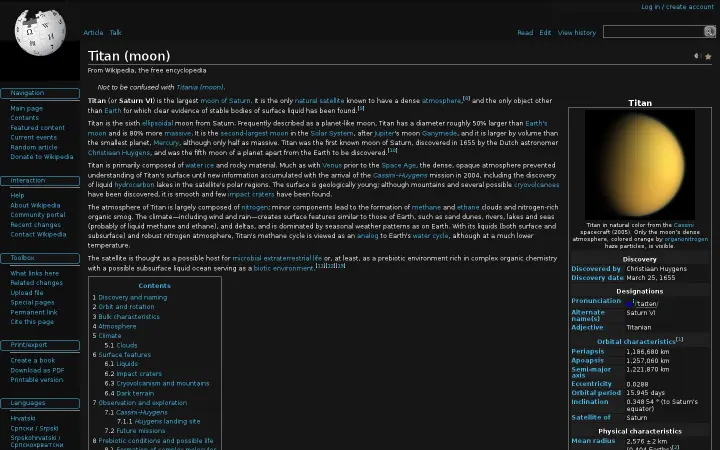 Log in / create account
Article Talk
Read Edit View history
Titan (moon)
From Wikipedia, the free encyclopedia
Not to be confused with Titania (moon).
Titan (or Saturn VI) is the largest moon of Saturn. It is the only natural satellite known to have a dense atmosphere,[8] and the only object other
than Earth for which clear evidence of stable bodies of surface liquid has been found.[9]
Titan is the sixth ellipsoidal moon from Saturn. Frequently described as a planet-like moon, Titan has a diameter roughly 50% larger than Earth's
moon and is 80% more massive. It is the second-largest moon in the Solar System, after Jupiter's moon Ganymede, and it is larger by volume than
the smallest planet, Mercury, although only half as massive. Titan was the first known moon of Saturn, discovered in 1655 by the Dutch astronomer
Christiaan Huygens, and was the fifth moon of a planet apart from the Earth to be discovered.[10]
Titan is primarily composed of water ice and rocky material. Much as with Venus prior to the Space Age, the dense, opaque atmosphere prevented
understanding of Titan's surface until new information accumulated with the arrival of the Cassini–Huygens mission in 2004, including the discovery
of liquid hydrocarbon lakes in the satellite's polar regions. The surface is geologically young; although mountains and several possible cryovolcanoes
have been discovered, it is smooth and few impact craters have been found.
The atmosphere of Titan is largely composed of nitrogen; minor components lead to the formation of methane and ethane clouds and nitrogen-rich
organic smog. The climate—including wind and rain—creates surface features similar to those of Earth, such as sand dunes, rivers, lakes and seas
(probably of liquid methane and ethane), and deltas, and is dominated by seasonal weather patterns as on Earth. With its liquids (both surface and
subsurface) and robust nitrogen atmosphere, Titan's methane cycle is viewed as an analog to Earth's water cycle, although at a much lower
temperature.
The satellite is thought to be a possible host for microbial extraterrestrial life or, at least, as a prebiotic environment rich in complex organic chemistry
with a possible subsurface liquid ocean serving as a biotic environment.
Contents
1 Discovery and naming
2 Orbit and rotation
3 Bulk characteristics
4 Atmosphere
5 Climate
5.1 Clouds
6 Surface features
6.1 Liquids
6.2 Impact craters
6.3 Cryovolcanism and mountains
6.4 Dark terrain
7 Observation and exploration
7.1 Cassini–Huygens
7.1.1 Huygens landing site
7.2 Future missions
8 Prebiotic conditions and possible life
8.1 Formation of complex molecules
Titan
Titan in natural color from the Cassini
spacecraft (2005). Only the moon's dense
atmosphere, colored orange by organonitrogen
haze particles, is visible.
Discovery
Discovered by Christiaan Huygens
Discovery date March 25, 1655
Designations
Pronunciation /ˈtaɪtən/
Alternate name(s) Saturn VI
Adjective Titanian
Orbital characteristics[1]
Periapsis 1,186,680 km
Apoapsis 1,257,060 km
Semi-major axis 1,221,870 km
Eccentricity 0.0288
Orbital period 15.945 days
Inclination 0.348 54 ° (to Saturn's
equator)
Satellite of Saturn
Physical characteristics
Mean radius 2,576 ± 2 km
(0.404 Earths)[2]
Navigation
Main page
Contents
Featured content
Current events
Random article
Donate to Wikipedia
Interaction
Help
About Wikipedia
Community portal
Recent changes
Contact Wikipedia
Toolbox
What links here
Related changes
Upload file
Special pages
Permanent link
Cite this page
Print/export
Create a book
Download as PDF
Printable version
Languages
Hrvatski
Српски / Srpski
Srpskohrvatski /
Српскохрватски